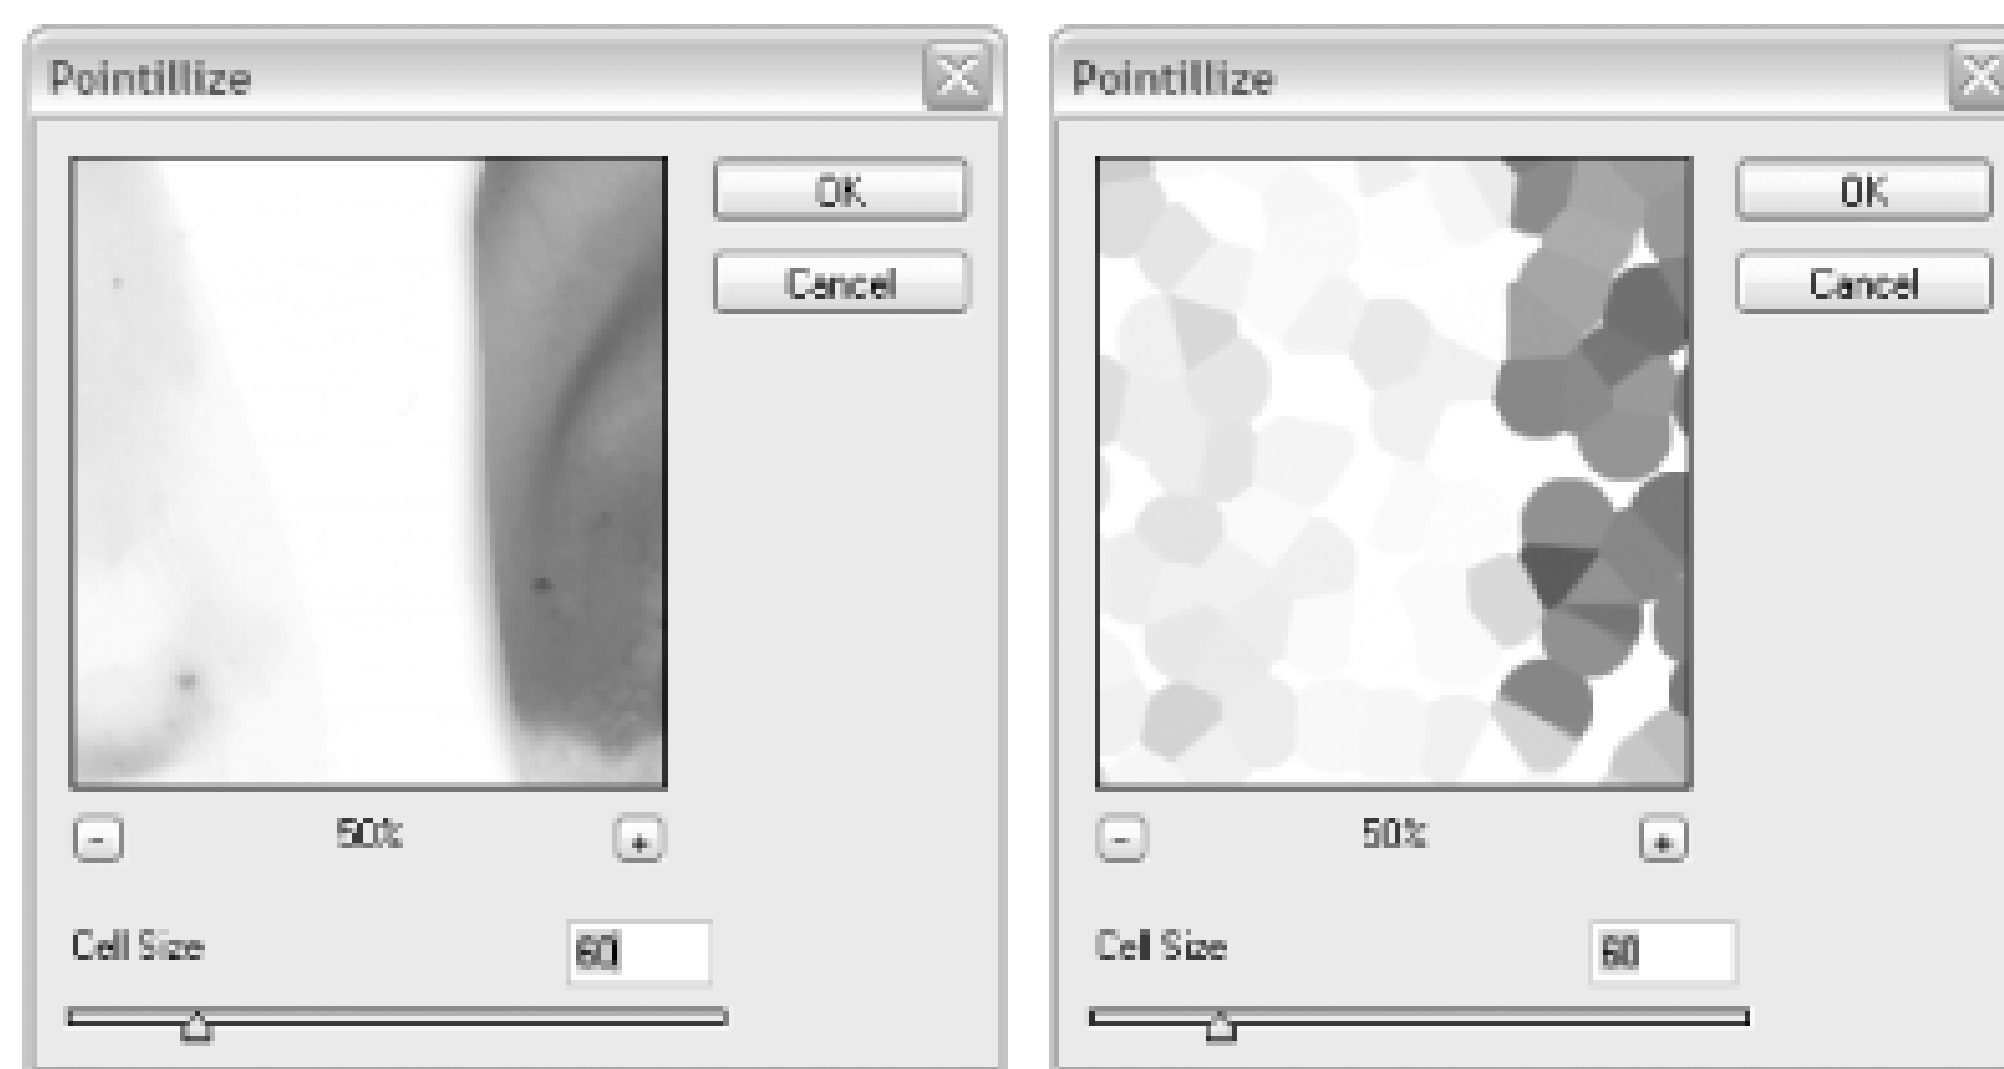 Pointillize
OK
Cancel
- 50% +
Cell Size 60
Pointillize
OK
Cancel
- 50% +
Cell Size 60